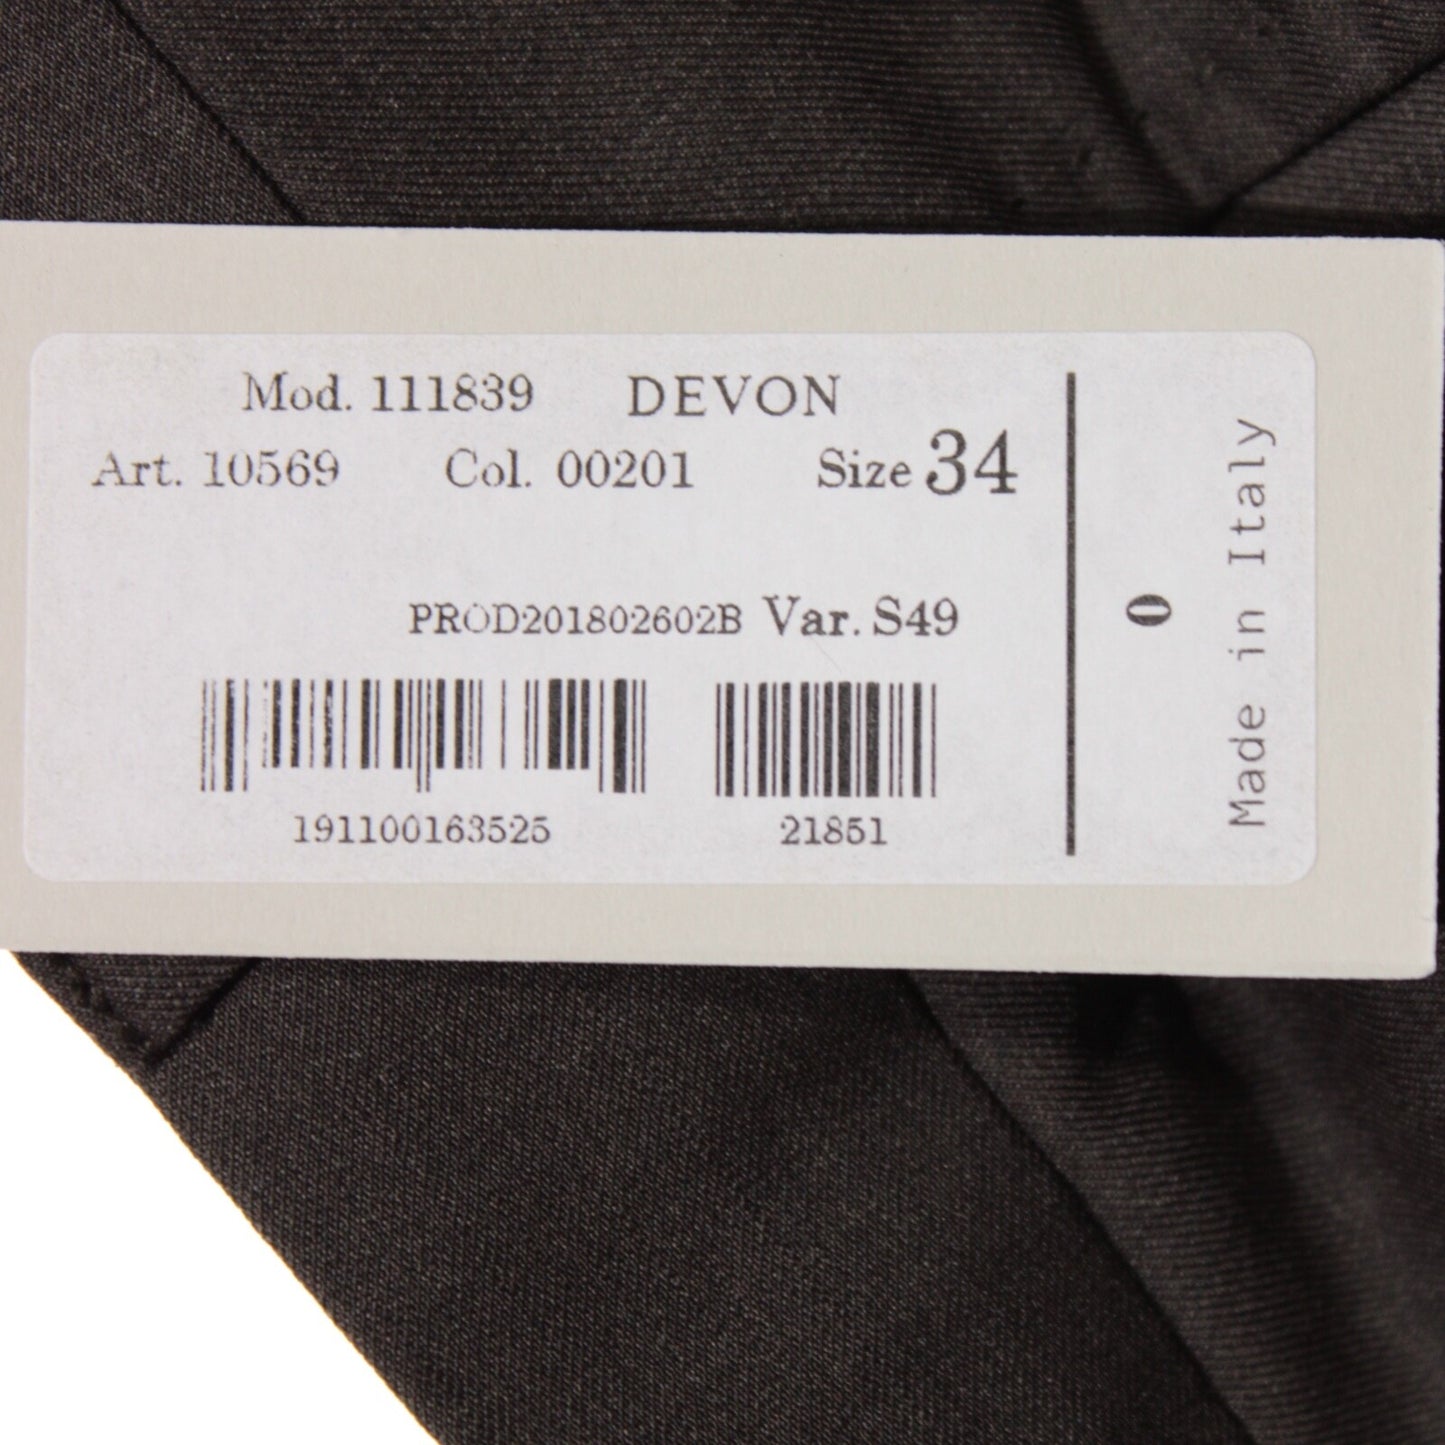 Mod. 111839 DEVON
Art. 10569 Col. 00201 Size 34
PROD201802602B Var. S49
191100163525 21851
0
Made in Italy